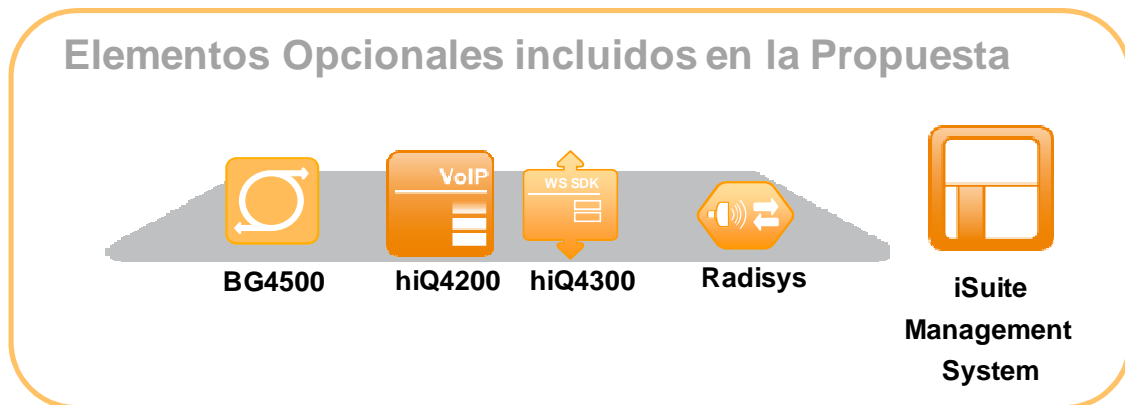 Elementos Opcionales incluidos en la Propuesta
VoIP
WS SDK
BG4500
hiQ4200
hiQ4300
Radisys
iSuite
Management
System